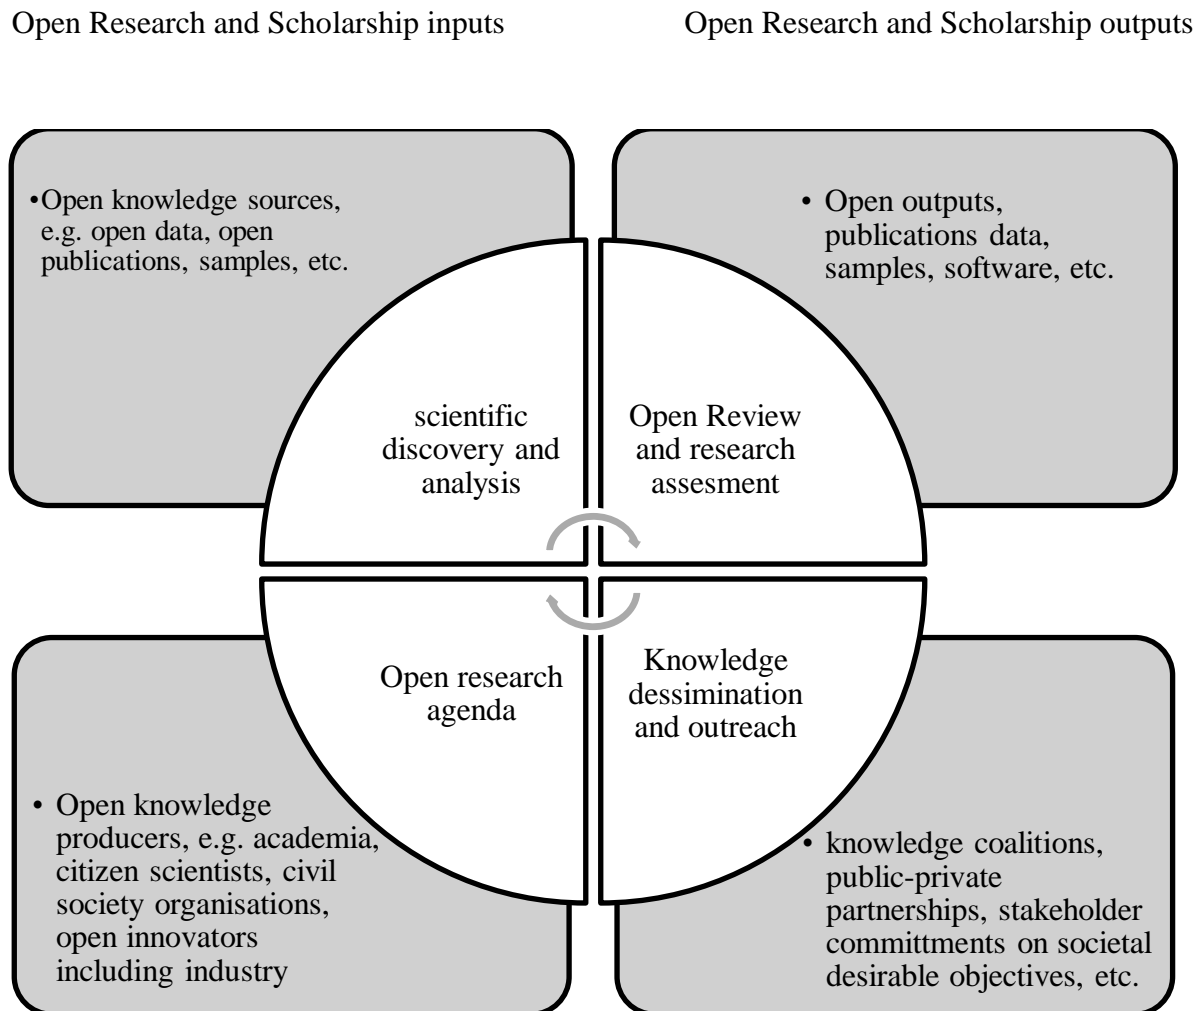 Open Research and Scholarship inputs
Open Research and Scholarship outputs
•Open knowledge sources,
e.g. open data, open
publications, samples, etc.
• Open outputs,
publications data,
samples, software, etc.
scientific
discovery and
analysis
Open Review
and research
assesment
Open research
agenda
Knowledge
dessimination
and outreach
• Open knowledge
producers, e.g. academia,
citizen scientists, civil
society organisations,
open innovators
including industry
• knowledge coalitions,
public-private
partnerships, stakeholder
committments on societal
desirable objectives, etc.